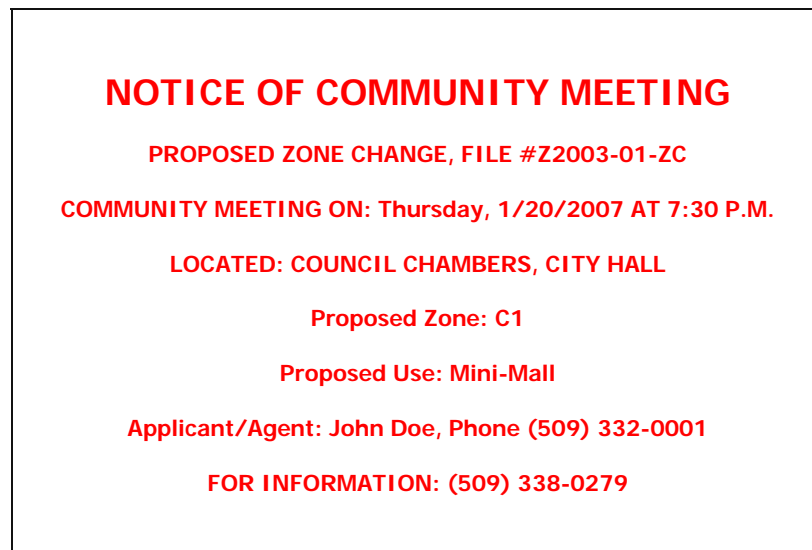 NOTICE OF COMMUNITY MEETING
PROPOSED ZONE CHANGE, FILE #Z2003-01-ZC
COMMUNITY MEETING ON: Thursday, 1/20/2007 AT 7:30 P.M.
LOCATED: COUNCIL CHAMBERS, CITY HALL
Proposed Zone: C1
Proposed Use: Mini-Mall
Applicant/Agent: John Doe, Phone (509) 332-0001
FOR INFORMATION: (509) 338-0279